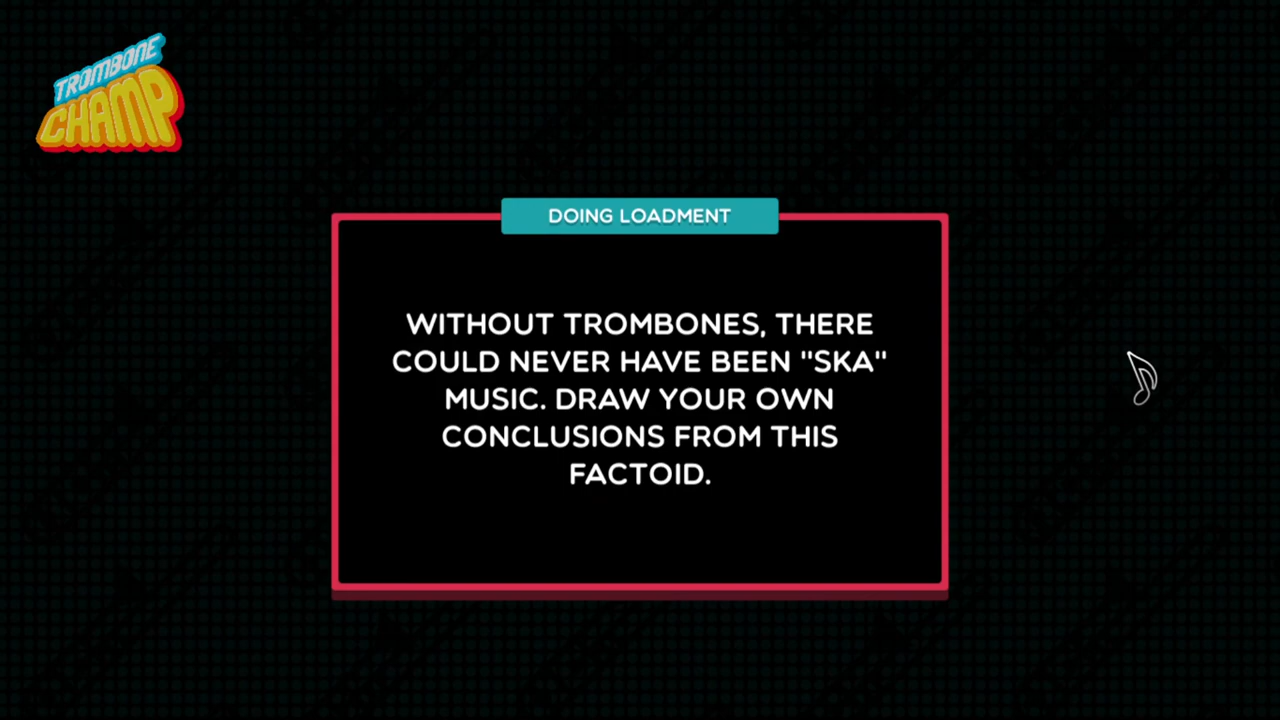 TROMBONE
CHAMP
DOING LOADMENT
WITHOUT TROMBONES, THERE
COULD NEVER HAVE BEEN "SKA"
MUSIC. DRAW YOUR OWN
CONCLUSIONS FROM THIS
FACTOID.